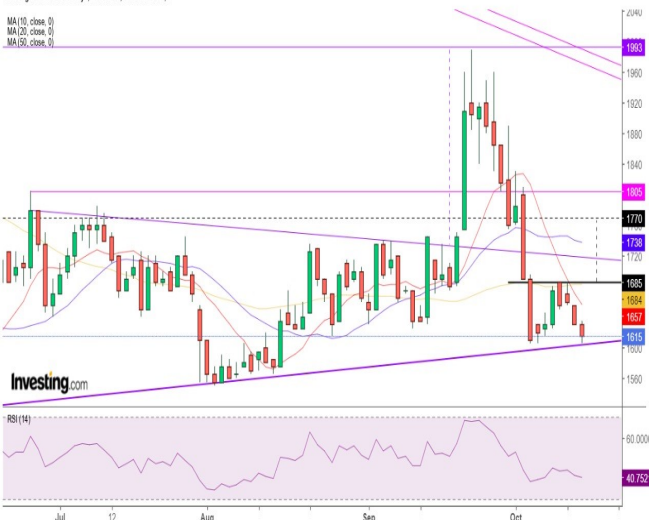 MA (10, close, 0)
MA (20, close, 0)
MA (50, close, 0)
2040
1993
1960
1920
1880
1840
1805
1770
1738
1720
1685
1684
1657
1615
1600
1560
Investing.com
RSI (14)
60.0000
40.752
Jul
12
Aug
Sep
Oct